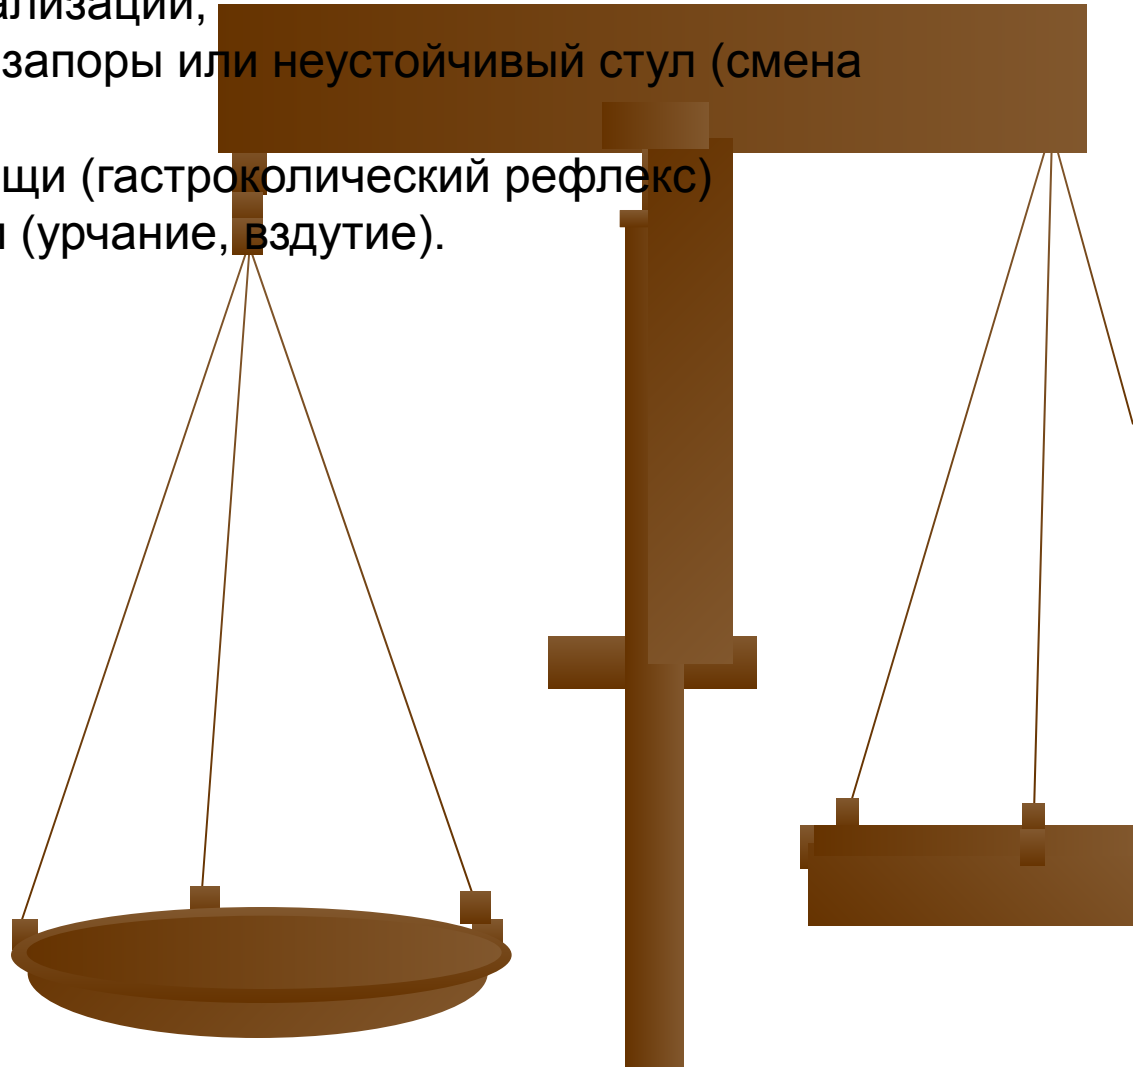 ализации,
запоры или неустойчивый стул (смена
щи (гастроколический рефлекс)
(урчание, вздутие).